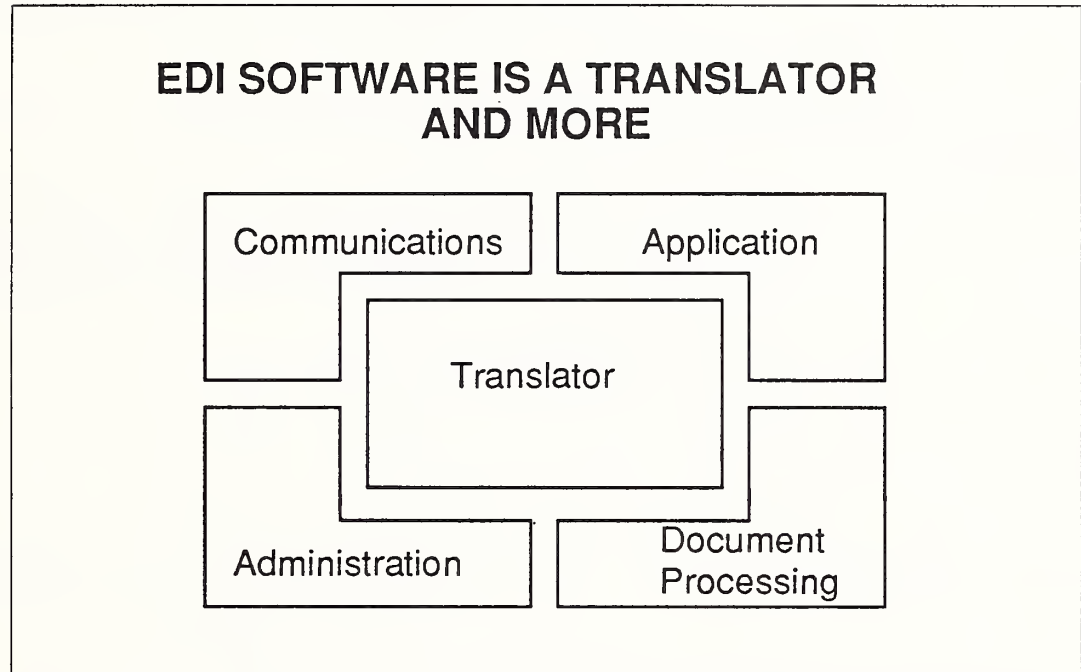 EDI SOFTWARE IS A TRANSLATOR
AND MORE
Communications
Application
Translator
Administration
Document
Processing